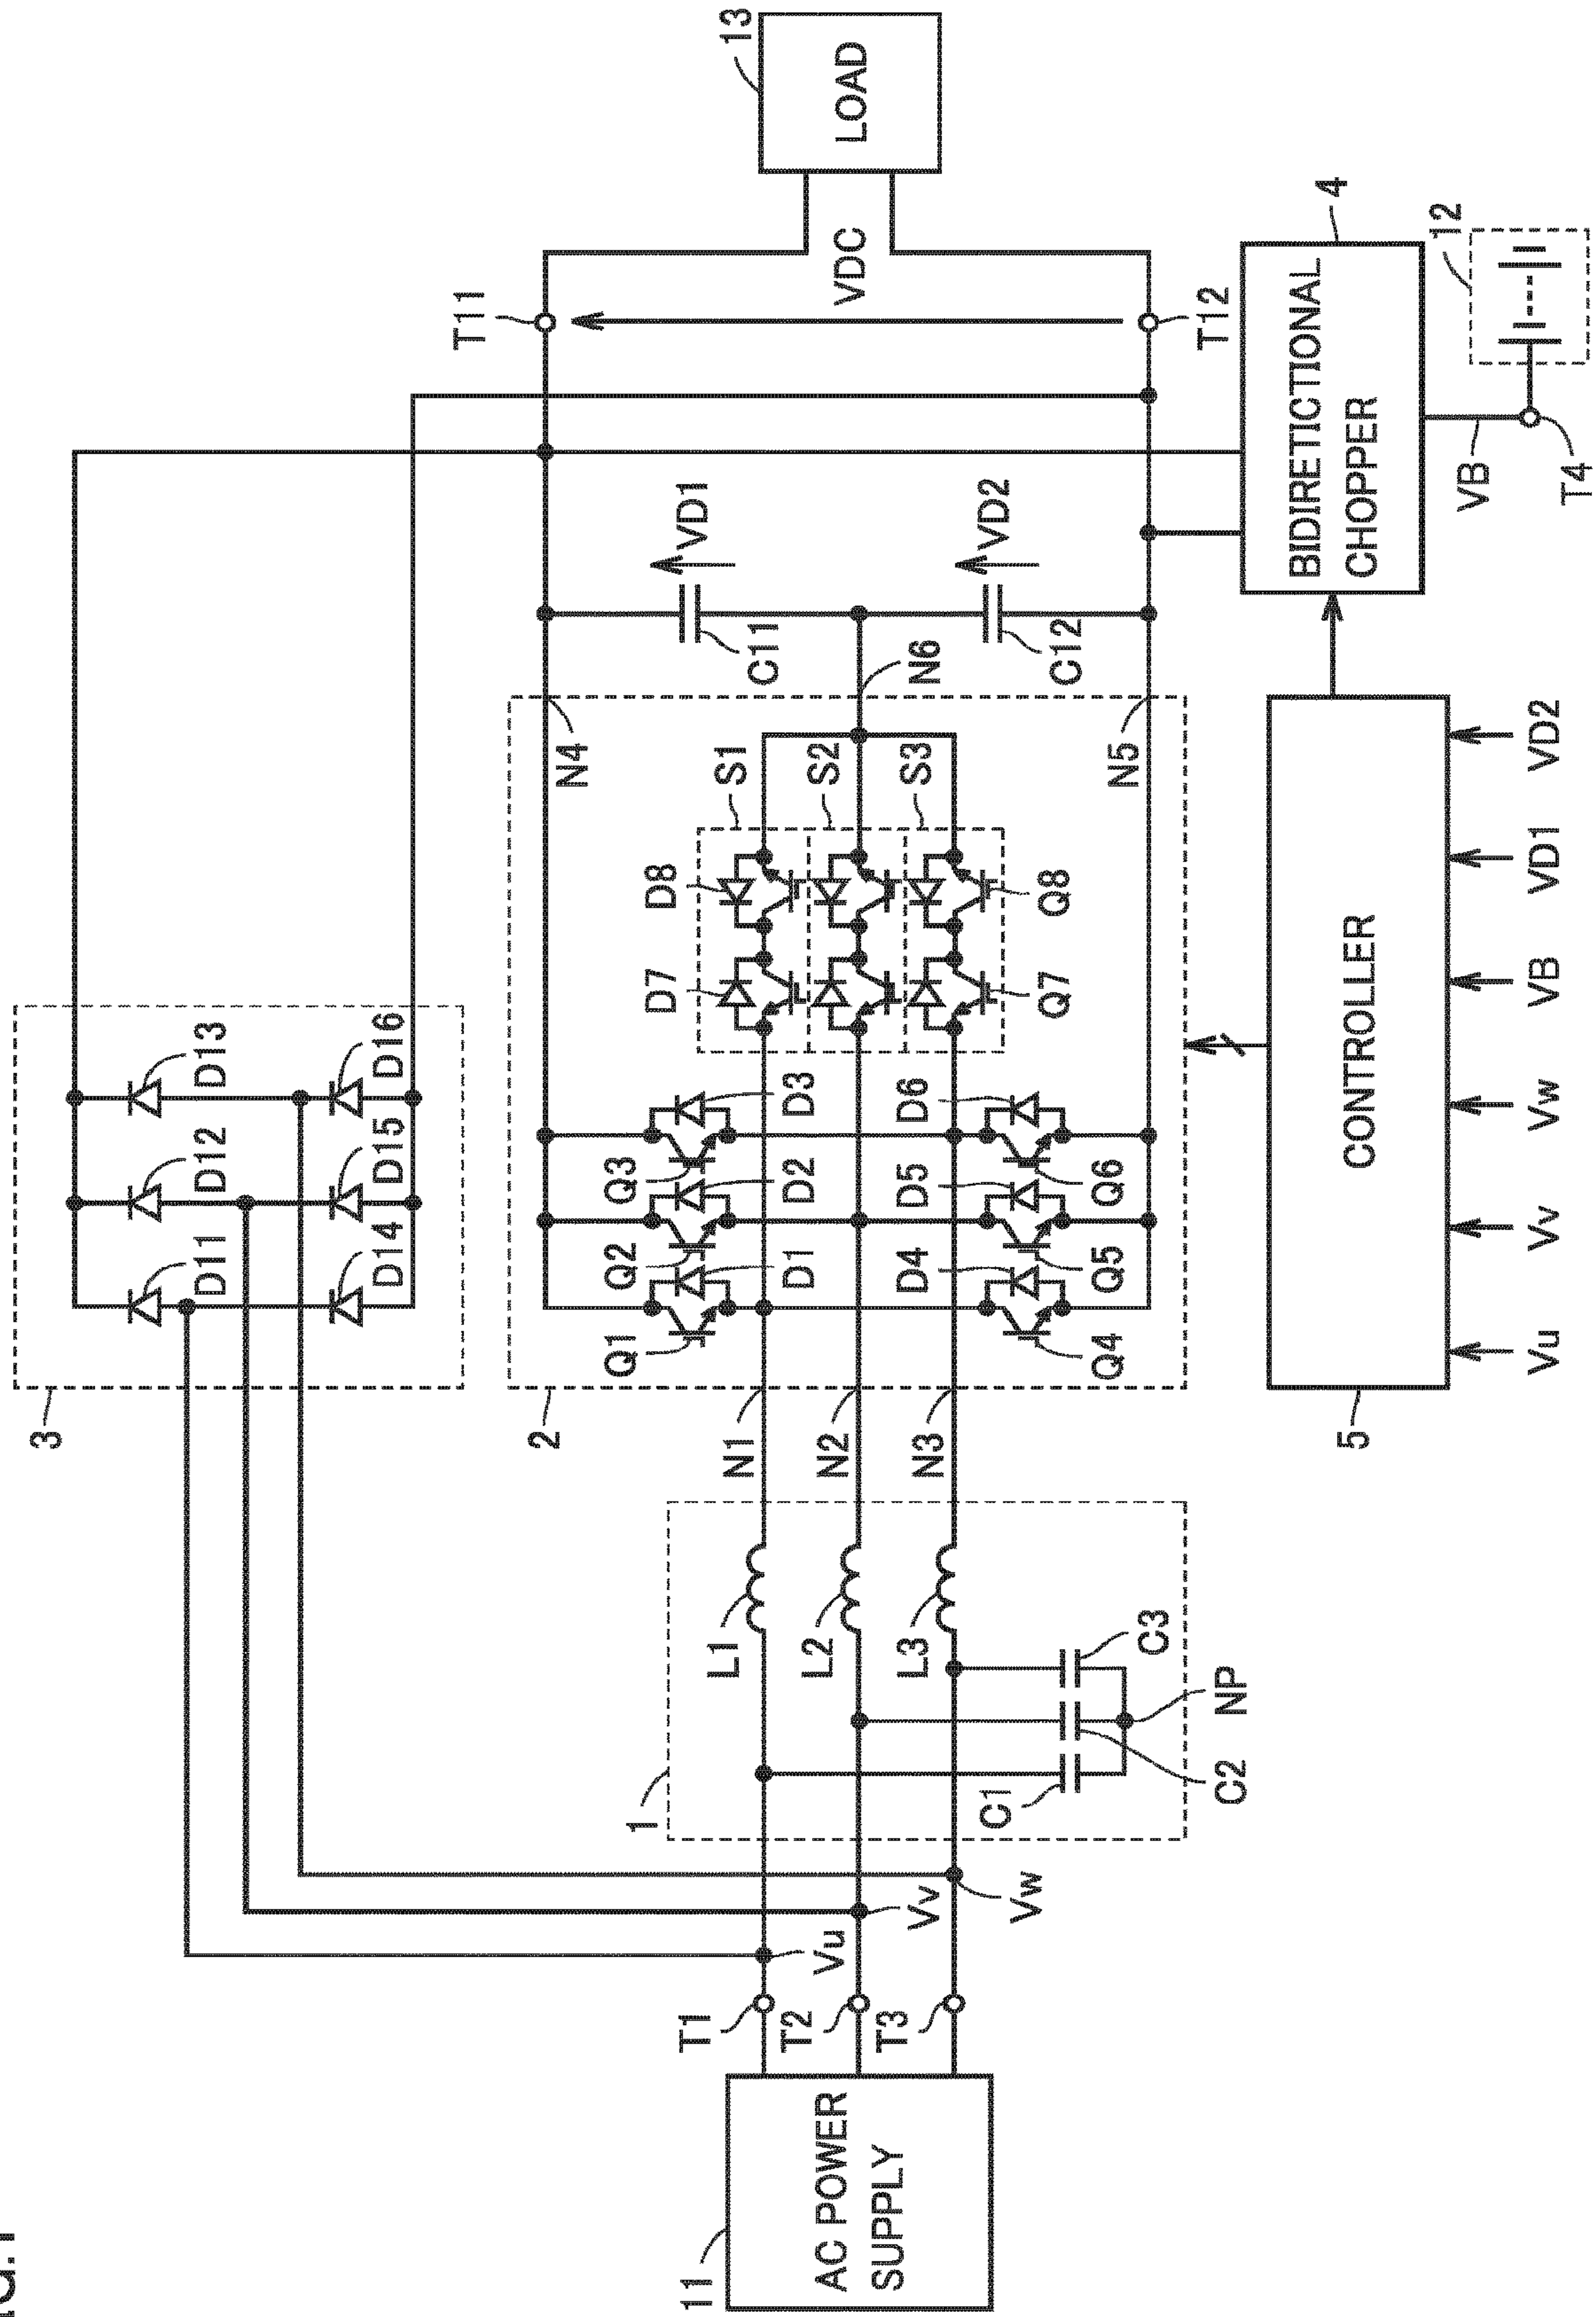 3
D11
D12
D13
D14
D15
D16
11
AC POWER
SUPPLY
T1
T2
T3
Vu
Vv
Vw
1
L1
L2
L3
C1
C2
C3
NP
2
N1
N2
N3
Q1
Q2
Q3
D1
D2
D3
D4
D5
D6
Q4
Q5
Q6
D7
D8
Q7
Q8
S1
S2
S3
N4
N5
N6
C11
C12
VD1
VD2
T11
T12
VDC
13
LOAD
5
CONTROLLER
Vu
Vv
Vw
VB
VD1
VD2
4
BIDIRETICTIONAL
CHOPPER
VB
T4
12